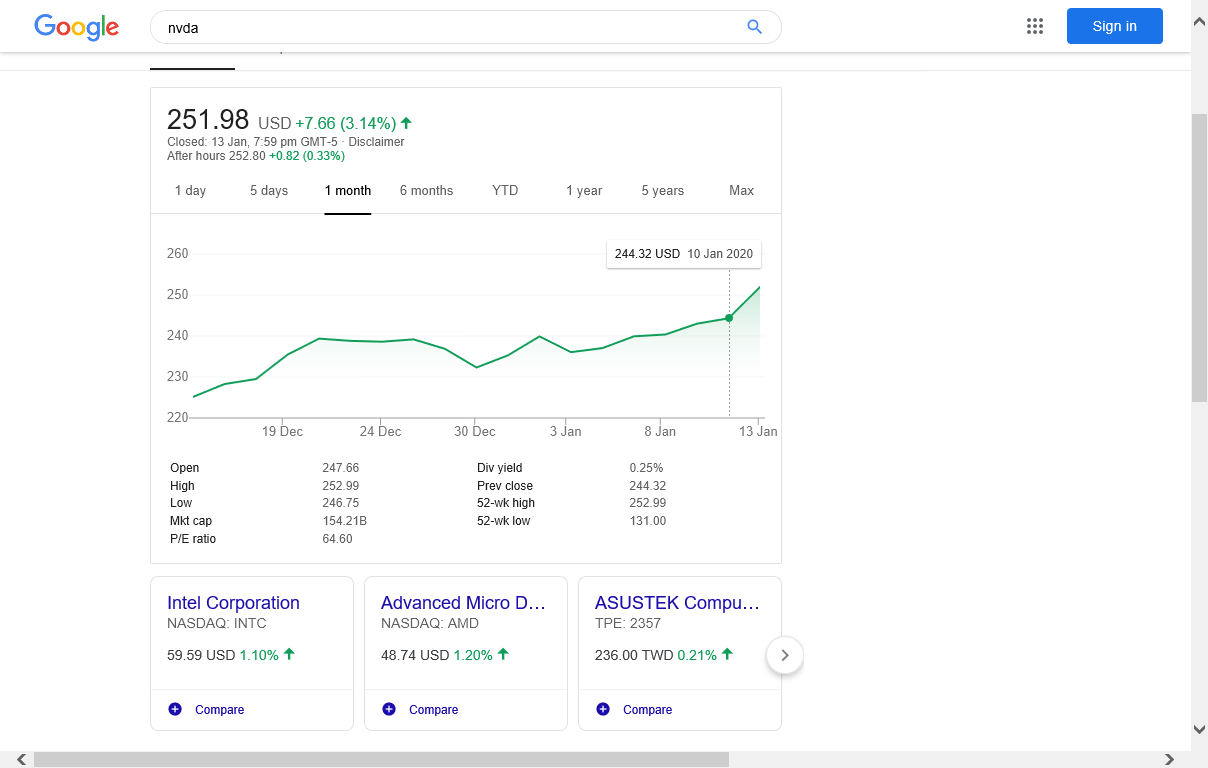 Google
nvda
Sign in
251.98 USD +7.66 (3.14%)
Closed: 13 Jan, 7:59 pm GMT-5 · Disclaimer
After hours 252.80 +0.82 (0.33%)
1 day 5 days 1 month 6 months YTD 1 year 5 years Max
244.32 USD 10 Jan 2020
260
250
240
230
220
19 Dec 24 Dec 30 Dec 3 Jan 8 Jan 13 Jan
Open 247.66 Div yield 0.25%
High 252.99 Prev close 244.32
Low 246.75 52-wk high 252.99
Mkt cap 154.21B 52-wk low 131.00
P/E ratio 64.60
Intel Corporation
NASDAQ: INTC
59.59 USD 1.10%
Compare
Advanced Micro D…
NASDAQ: AMD
48.74 USD 1.20%
Compare
ASUSTEK Compu…
TPE: 2357
236.00 TWD 0.21%
Compare